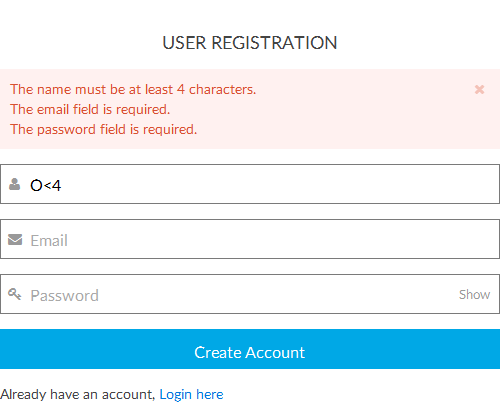 USER REGISTRATION
The name must be at least 4 characters.
The email field is required.
The password field is required.
O<4
Email
Password Show
Create Account
Already have an account, Login here